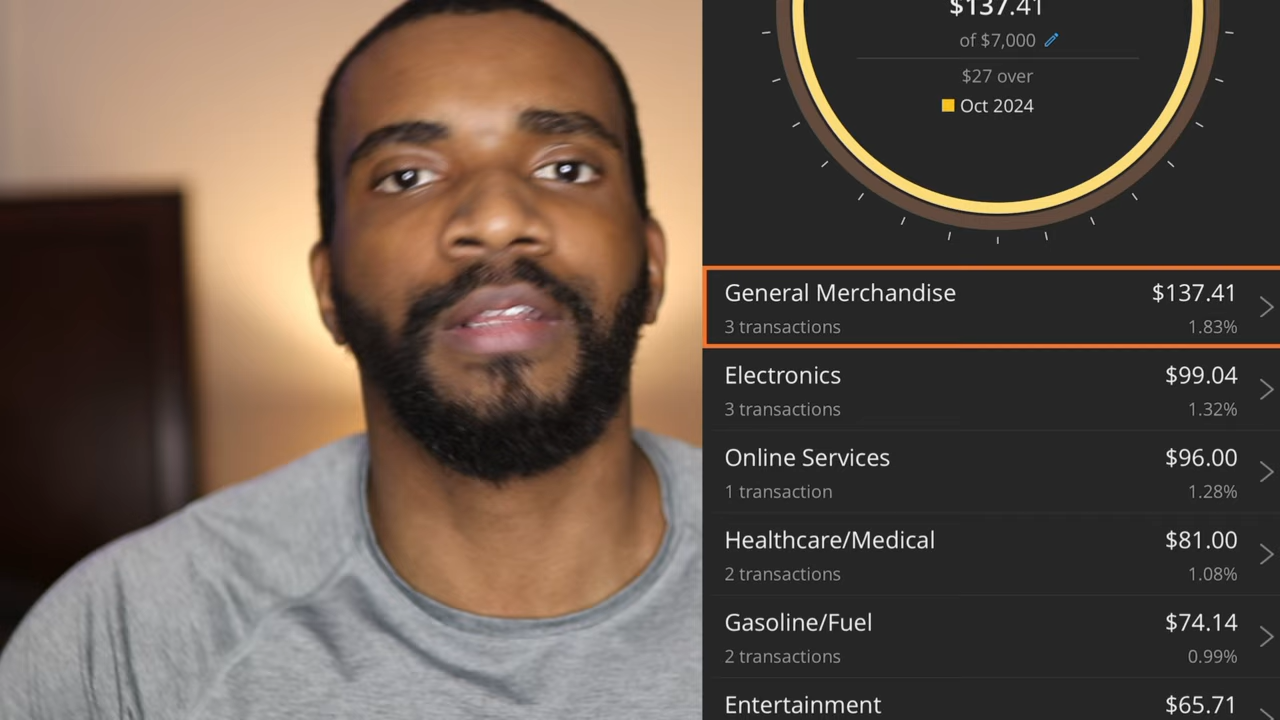 $137.41
of $7,000
$27 over
Oct 2024
General Merchandise $137.41
3 transactions 1.83%
Electronics $99.04
3 transactions 1.32%
Online Services $96.00
1 transaction 1.28%
Healthcare/Medical $81.00
2 transactions 1.08%
Gasoline/Fuel $74.14
2 transactions 0.99%
Entertainment $65.71